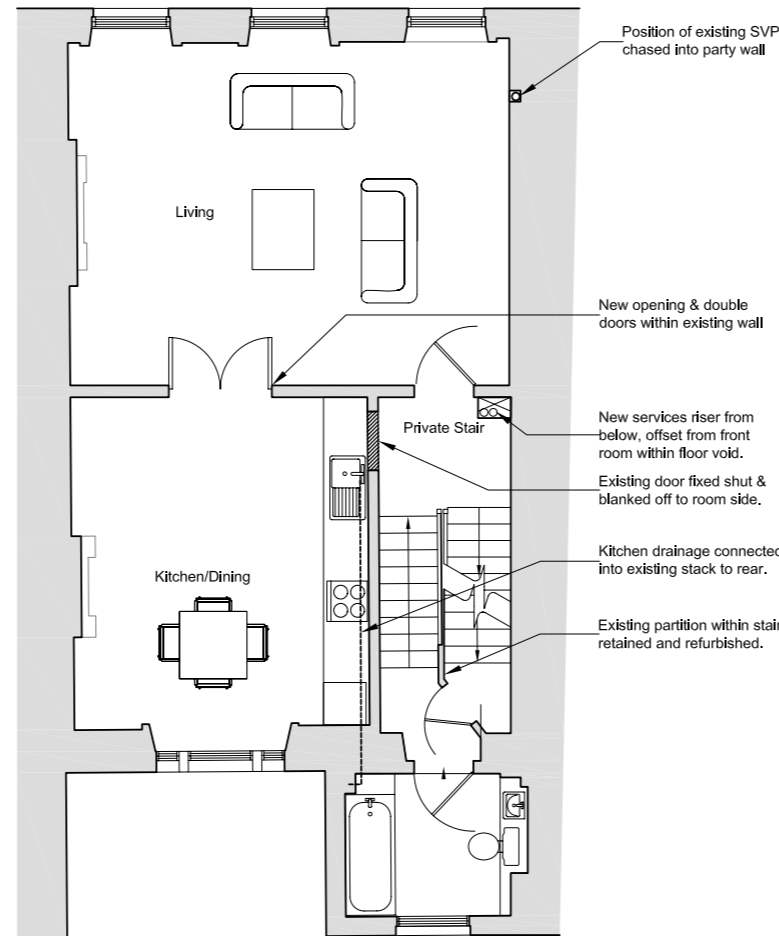 Position of existing SVP
chased into party wall
Living
New opening & double
doors within existing wall
Private Stair
New services riser from
below, offset from front
room within floor void.
Existing door fixed shut &
blanked off to room side.
Kitchen drainage connected
into existing stack to rear.
Kitchen/Dining
Existing partition within stair
retained and refurbished.